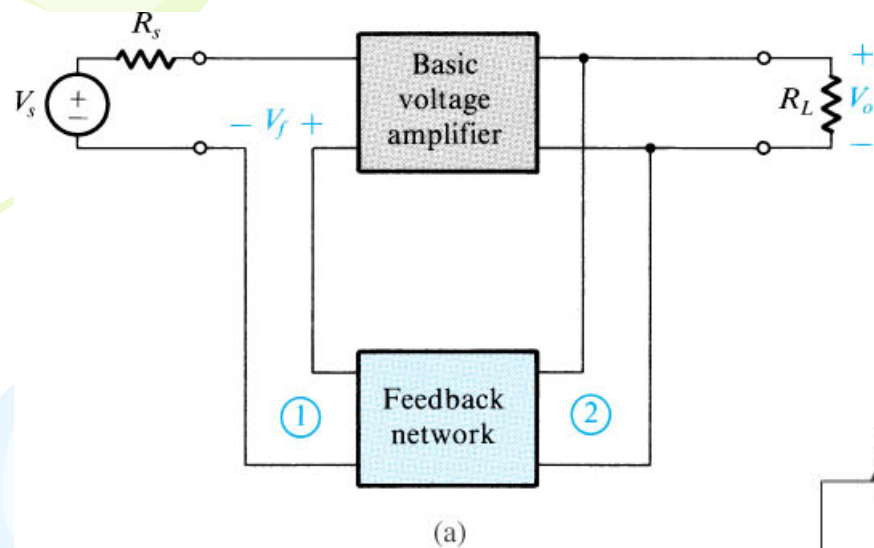 R_s
Basic
voltage
amplifier
+
V_s
+
−
− V_f +
R_L
V_o
−
Feedback
network
①
②
(a)